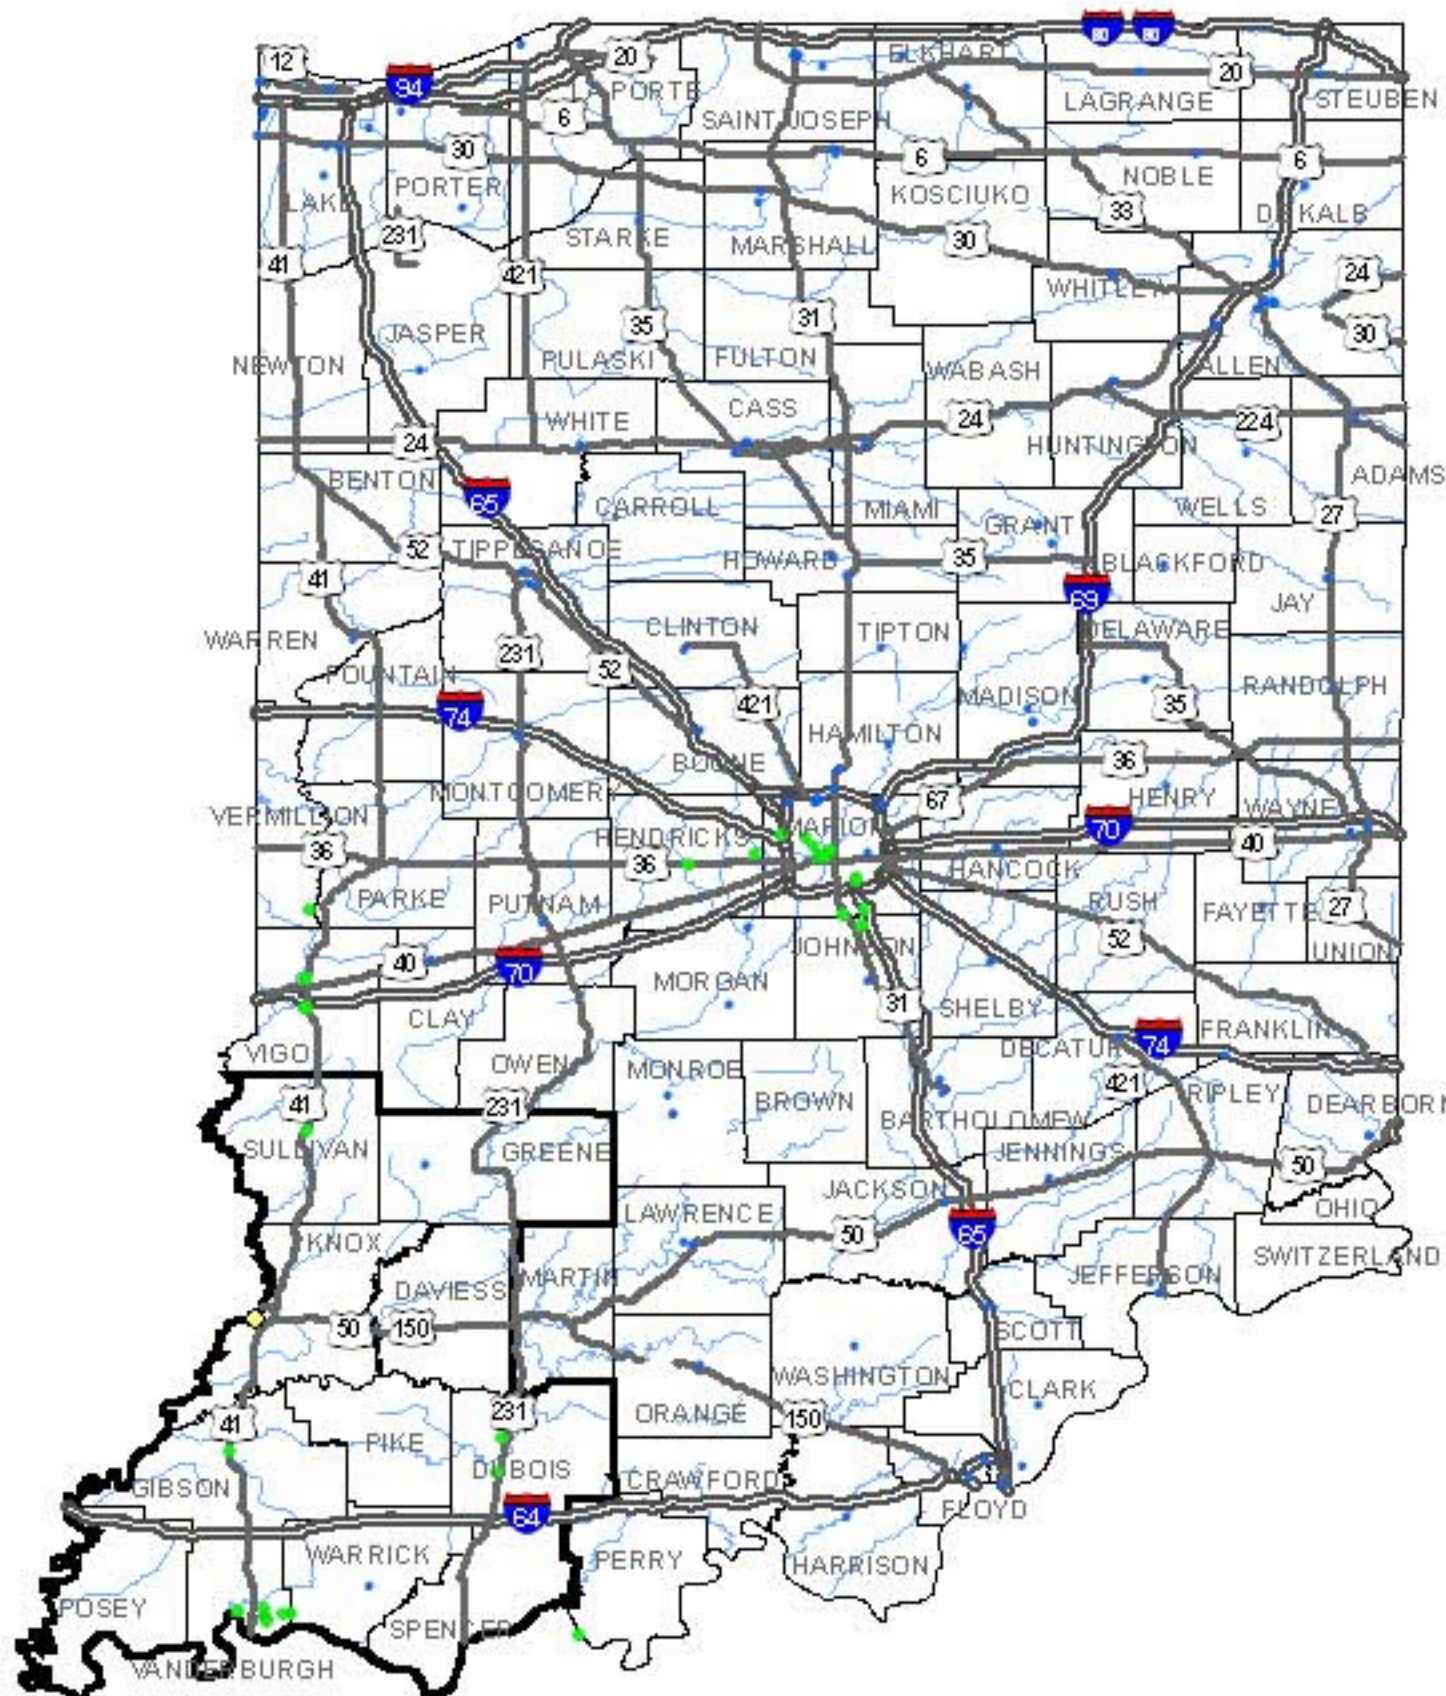 12
94
20
80
80
ELKHART
20
LAPORTE
LAGRANGE
STEUBEN
6
SAINT JOSEPH
30
6
6
PORTER
LAKE
KOSCIUKO
NOBLE
33
DE KALB
231
STARKE
MARSHALL
30
41
421
24
WHITLEY
35
31
30
JASPER
NEWTON
PULASKI
FULTON
WABASH
ALLEN
CASS
WHITE
24
224
24
HUNTINGTON
BENTON
ADAMS
65
CARROLL
MIAMI
WELLS
27
GRANT
52
TIPPECANOE
HOWARD
35
BLACKFORD
41
69
JAY
WARREN
CLINTON
TIPTON
DELAWARE
231
52
FOUNTAIN
MADISON
RANDOLPH
74
421
35
HAMILTON
BOONE
36
MONTGOMERY
67
HENRY
WAYNE
VERMILLION
HENDRICKS
MARION
70
40
36
36
HANCOCK
PARKE
PUTNAM
RUSH
FAYETTE
27
52
JOHNSON
UNION
40
70
MORGAN
31
SHELBY
CLAY
FRANKLIN
VIGO
OWEN
MONROE
DECATUR
74
421
RIPLEY
41
231
BROWN
DEARBORN
BARTHOLOMEW
SULLIVAN
GREENE
JENNINGS
50
JACKSON
LAWRENCE
OHIO
50
65
KNOX
SWITZERLAND
MARTIN
JEFFERSON
DAVIESS
50
150
SCOTT
WASHINGTON
CLARK
231
ORANGE
150
41
PIKE
DUBOIS
GIBSON
CRAWFORD
64
FLOYD
WARRICK
PERRY
HARRISON
POSEY
SPENCER
VANDERBURGH